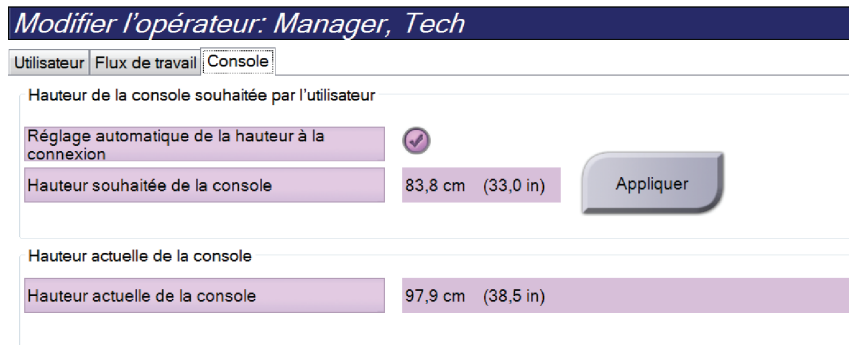 Modifier l'opérateur: Manager, Tech
Utilisateur Flux de travail Console
Hauteur de la console souhaitée par l'utilisateur
Réglage automatique de la hauteur à la
connexion
Hauteur souhaitée de la console 83,8 cm (33,0 in) Appliquer
Hauteur actuelle de la console
Hauteur actuelle de la console 97,9 cm (38,5 in)